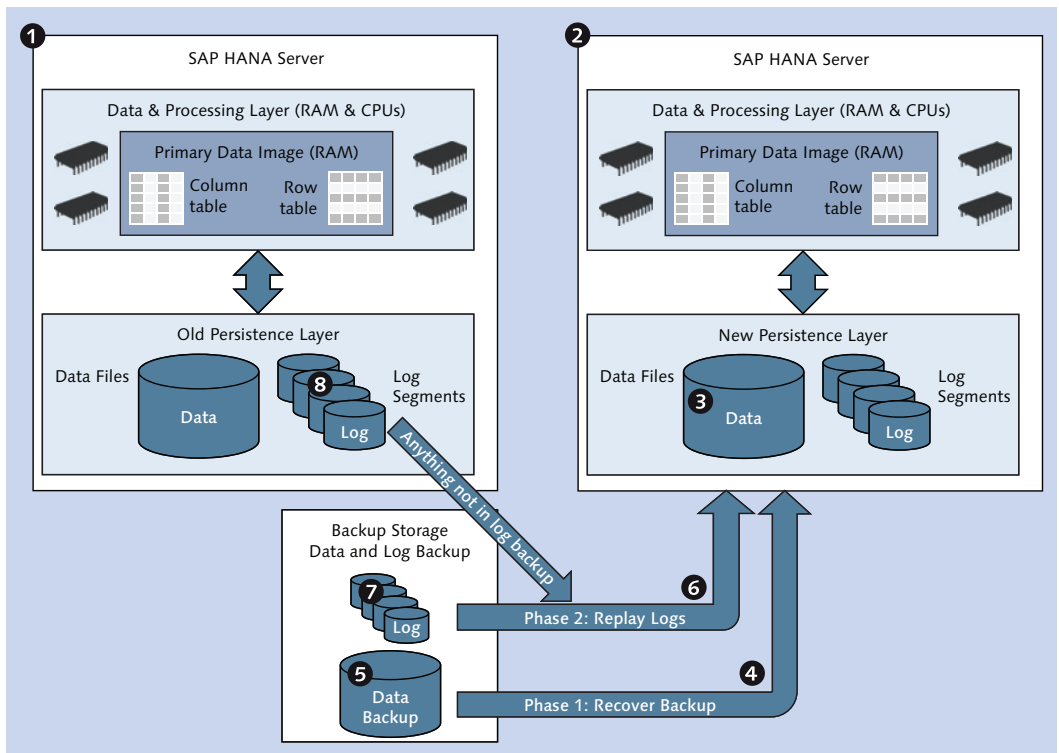 1
SAP HANA Server
Data & Processing Layer (RAM & CPUs)
Primary Data Image (RAM)
Column
table
Row
table
Old Persistence Layer
Data Files
Data
8
Log
Log
Segments
2
SAP HANA Server
Data & Processing Layer (RAM & CPUs)
Primary Data Image (RAM)
Column
table
Row
table
New Persistence Layer
Data Files
3
Data
Log
Log
Segments
Anything not in log backup
Backup Storage
Data and Log Backup
7
Log
6
Phase 2: Replay Logs
5
Data
Backup
4
Phase 1: Recover Backup